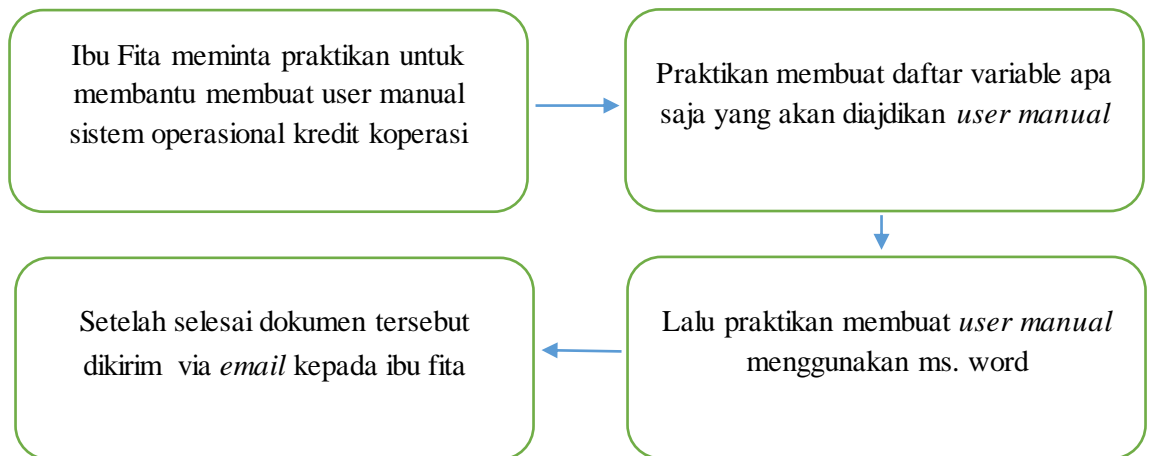 Ibu Fita meminta praktikan untuk
membantu membuat user manual
sistem operasional kredit koperasi
Praktikan membuat daftar variable apa
saja yang akan diajdikan user manual
Lalu praktikan membuat user manual
menggunakan ms. word
Setelah selesai dokumen tersebut
dikirim via email kepada ibu fita